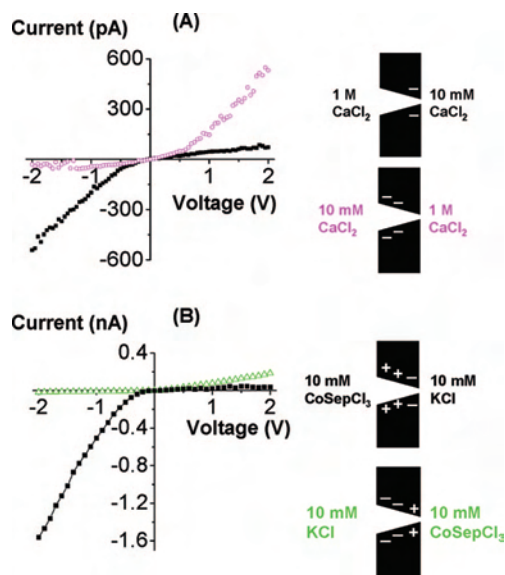 Current (pA)
(A)
600
300
-2
-1
0
1
2
Voltage (V)
-300
-600
1 M
CaCl2
10 mM
CaCl2
10 mM
CaCl2
1 M
CaCl2
Current (nA)
(B)
0.4
-2
-1
0
1
2
Voltage (V)
-0.4
-0.8
-1.2
-1.6
10 mM
CoSepCl3
10 mM
KCl
10 mM
KCl
10 mM
CoSepCl3